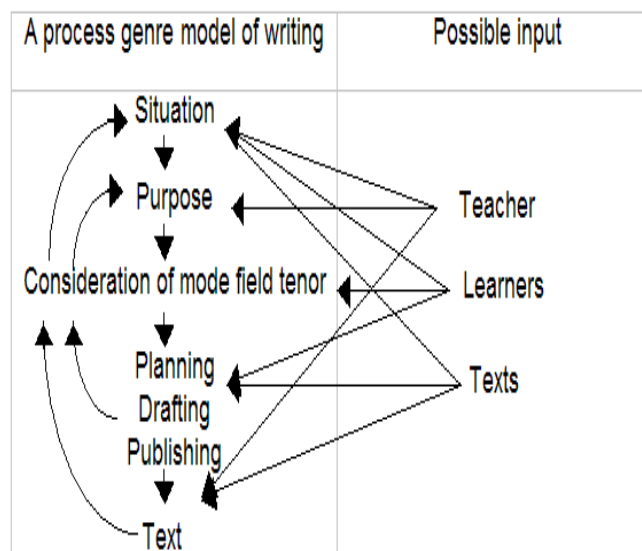 A process genre model of writing
Possible input
Situation
Purpose
Teacher
Consideration of mode field tenor
Learners
Planning
Texts
Drafting
Publishing
Text